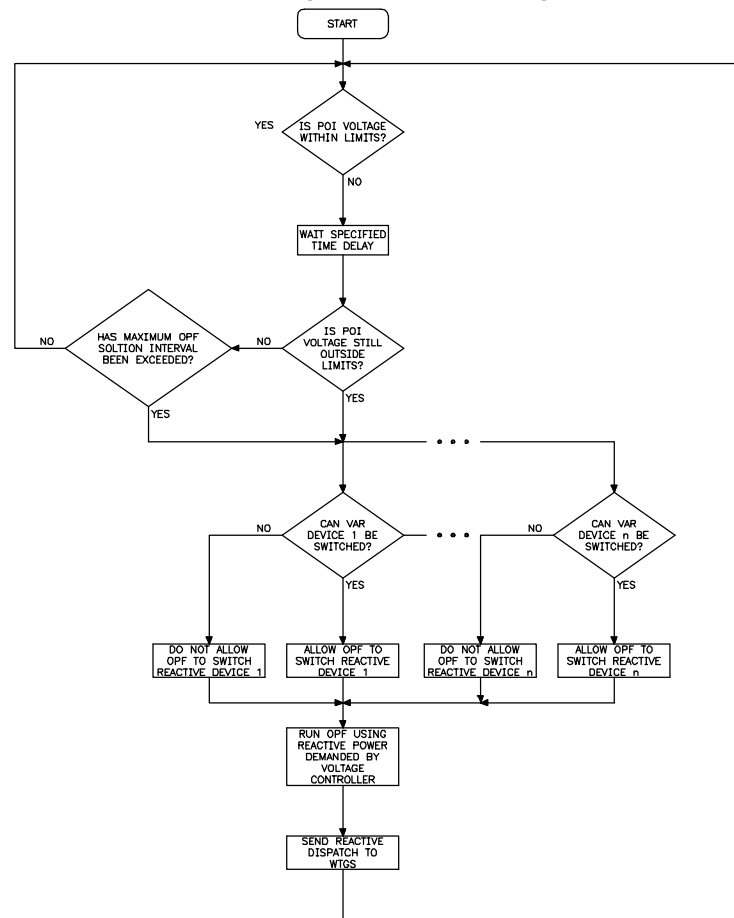 START
YES
IS POI VOLTAGE
WITHIN LIMITS?
NO
WAIT SPECIFIED
TIME DELAY
HAS MAXIMUM OPF
SOLTION INTERVAL
BEEN EXCEEDED?
NO
YES
IS POI
VOLTAGE STILL
OUTSIDE
LIMITS?
NO
YES
CAN VAR
DEVICE 1 BE
SWITCHED?
NO
YES
CAN VAR
DEVICE n BE
SWITCHED?
NO
YES
DO NOT ALLOW
OPF TO SWITCH
REACTIVE DEVICE 1
ALLOW OPF TO
SWITCH REACTIVE
DEVICE 1
DO NOT ALLOW
OPF TO SWITCH
REACTIVE DEVICE n
ALLOW OPF TO
SWITCH REACTIVE
DEVICE n
RUN OPF USING
REACTIVE POWER
DEMANDED BY
VOLTAGE
CONTROLLER
SEND REACTIVE
DISPATCH TO
WTGS